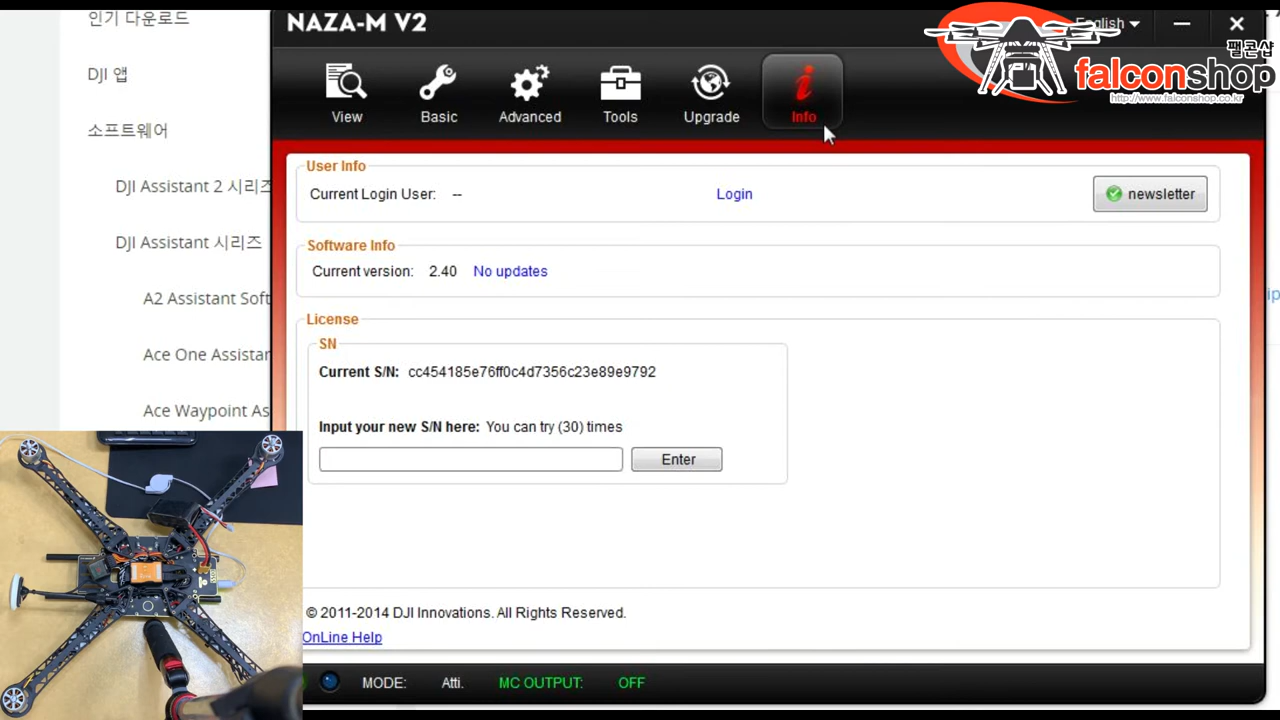 인기 다운로드
DJI 앱
소프트웨어
DJI Assistant 2 시리즈
DJI Assistant 시리즈
A2 Assistant Soft
Ace One Assistan
Ace Waypoint As
NAZA-M V2
English
팰콘샵
falconshop
http://www.falconshop.co.kr
View
Basic
Advanced
Tools
Upgrade
Info
User Info
Current Login User: --
Login
newsletter
Software Info
Current version: 2.40 No updates
License
SN
Current S/N: cc454185e76ff0c4d7356c23e89e9792
Input your new S/N here: You can try (30) times
Enter
© 2011-2014 DJI Innovations. All Rights Reserved.
OnLine Help
MODE: Atti. MC OUTPUT: OFF
ip